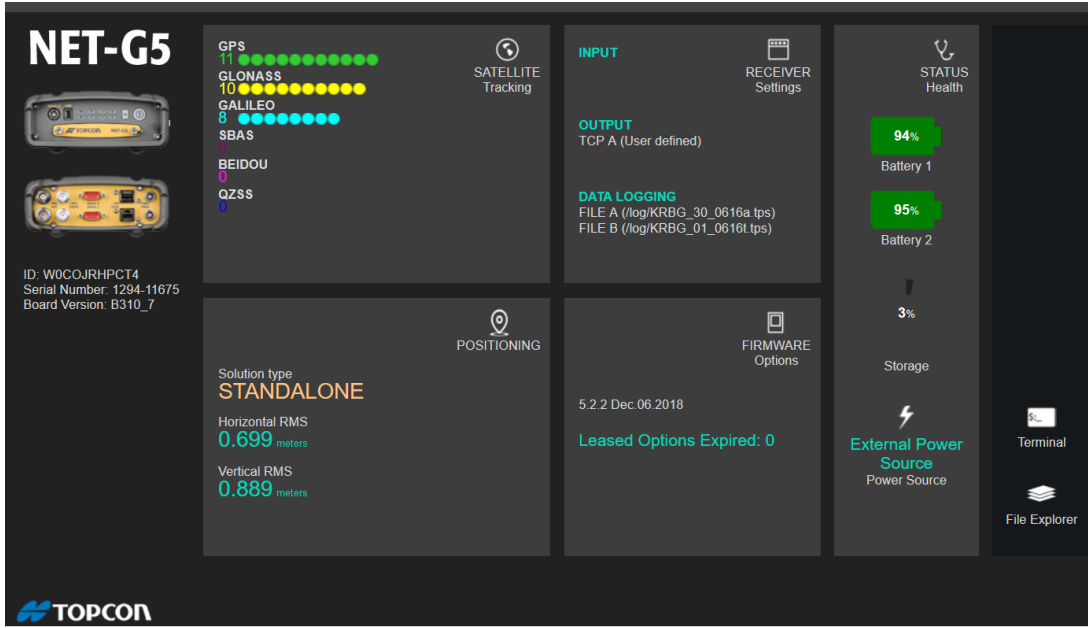 NET-G5
ID: W0COJRHPCT4
Serial Number: 1294-11675
Board Version: B310_7
GPS
11
GLONASS
10
GALILEO
8
SBAS
0
BEIDOU
0
QZSS
0
SATELLITE
Tracking
INPUT
RECEIVER
Settings
OUTPUT
TCP A (User defined)
DATA LOGGING
FILE A (/log/KRBG_30_0616a.tps)
FILE B (/log/KRBG_01_0616t.tps)
STATUS
Health
94%
Battery 1
95%
Battery 2
3%
Storage
External Power
Source
Power Source
POSITIONING
Solution type
STANDALONE
Horizontal RMS
0.699 meters
Vertical RMS
0.889 meters
FIRMWARE
Options
5.2.2 Dec.06.2018
Leased Options Expired: 0
Terminal
File Explorer
TOPCON